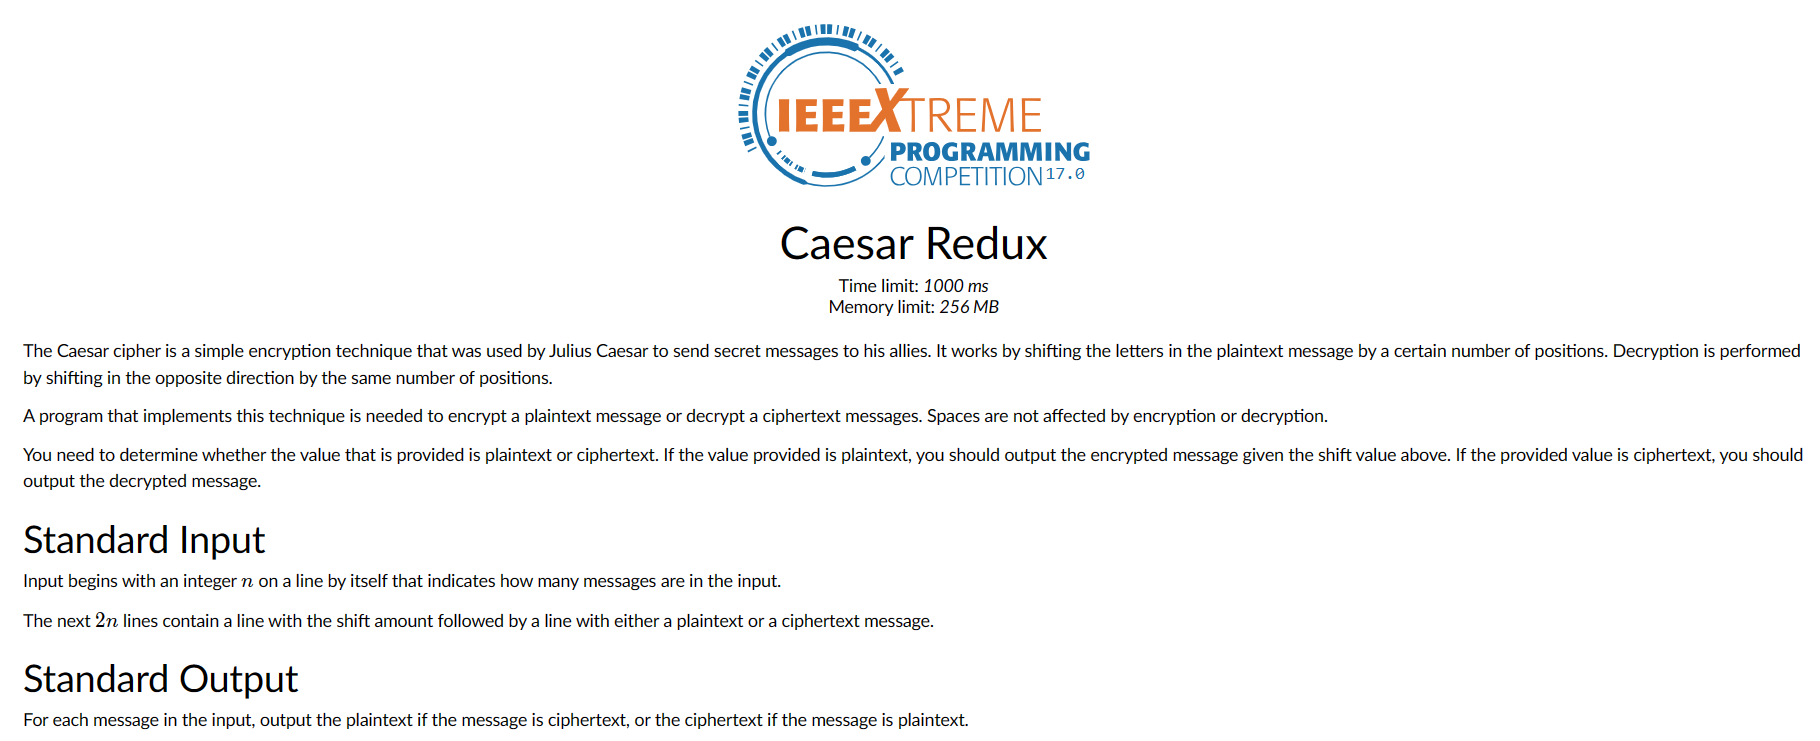 IEEEXTREME
PROGRAMMING
COMPETITION 17.0
Caesar Redux
Time limit: 1000 ms
Memory limit: 256 MB
The Caesar cipher is a simple encryption technique that was used by Julius Caesar to send secret messages to his allies. It works by shifting the letters in the plaintext message by a certain number of positions. Decryption is performed
by shifting in the opposite direction by the same number of positions.
A program that implements this technique is needed to encrypt a plaintext message or decrypt a ciphertext messages. Spaces are not affected by encryption or decryption.
You need to determine whether the value that is provided is plaintext or ciphertext. If the value provided is plaintext, you should output the encrypted message given the shift value above. If the provided value is ciphertext, you should
output the decrypted message.
Standard Input
Input begins with an integer n on a line by itself that indicates how many messages are in the input.
The next 2n lines contain a line with the shift amount followed by a line with either a plaintext or a ciphertext message.
Standard Output
For each message in the input, output the plaintext if the message is ciphertext, or the ciphertext if the message is plaintext.